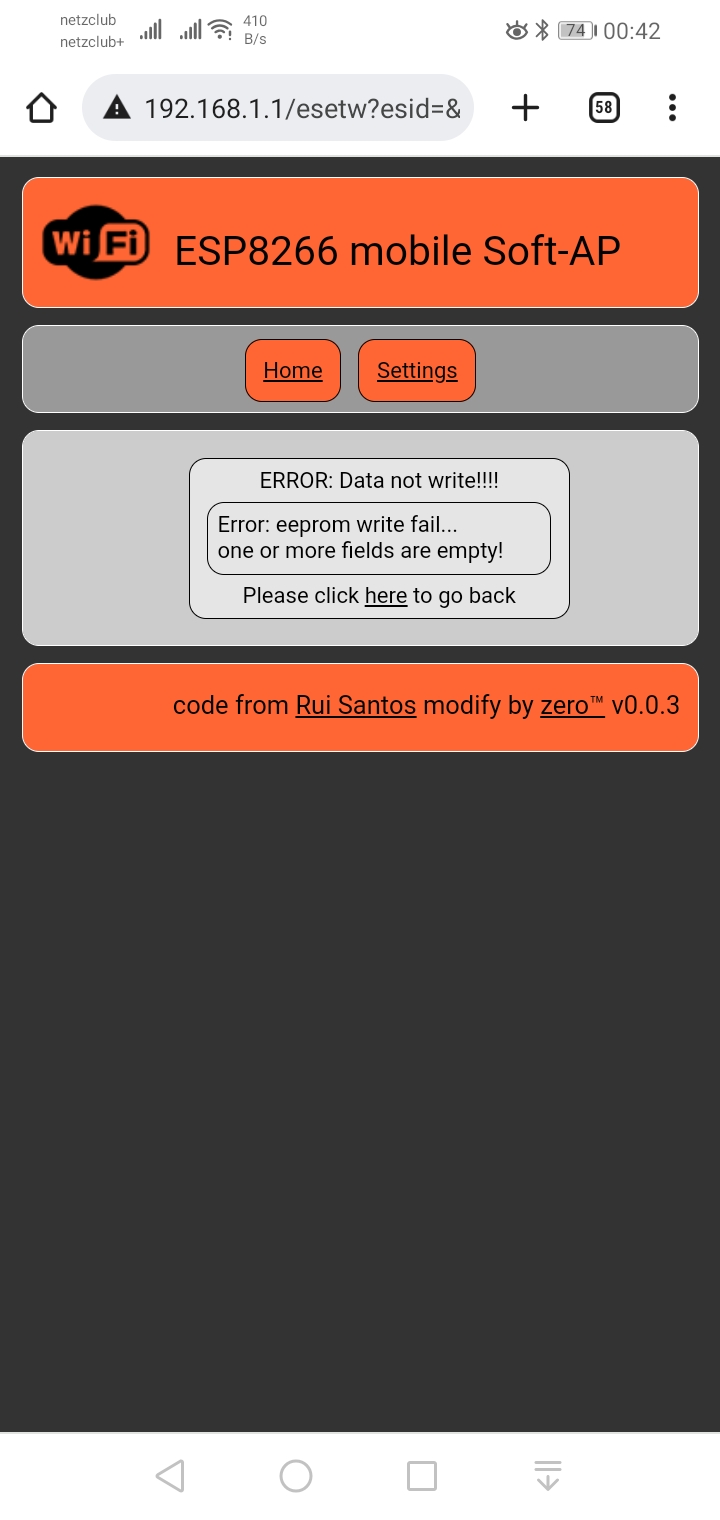 netzclub
netzclub+
410
B/s
74
00:42
192.168.1.1/esetw?esid=&
58
WiFi
ESP8266 mobile Soft-AP
Home
Settings
ERROR: Data not write!!!!
Error: eeprom write fail...
one or more fields are empty!
Please click here to go back
code from Rui Santos modify by zero™ v0.0.3